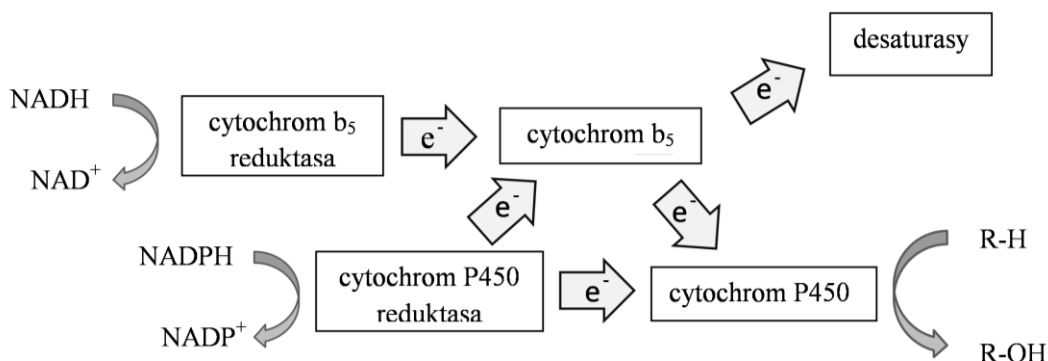 desaturasy
e-
NADH
cytochrom b5
reduktasa
e-
cytochrom b5
NAD+
e-
e-
NADPH
cytochrom P450
reduktasa
e-
cytochrom P450
R-H
NADP+
R-OH